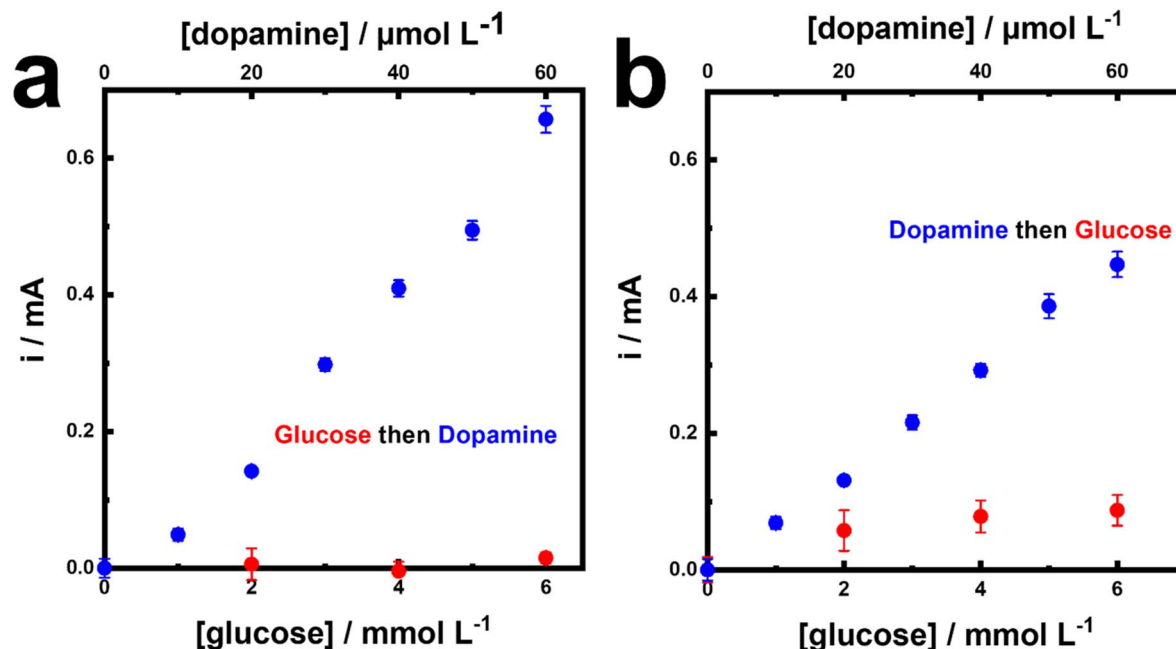 a
[dopamine] / µmol L-1
0 20 40 60
0.6
0.4
0.2
0.0
i / mA
Glucose then Dopamine
0 2 4 6
[glucose] / mmol L-1
b
[dopamine] / µmol L-1
0 20 40 60
0.6
0.4
0.2
0.0
i / mA
Dopamine then Glucose
0 2 4 6
[glucose] / mmol L-1